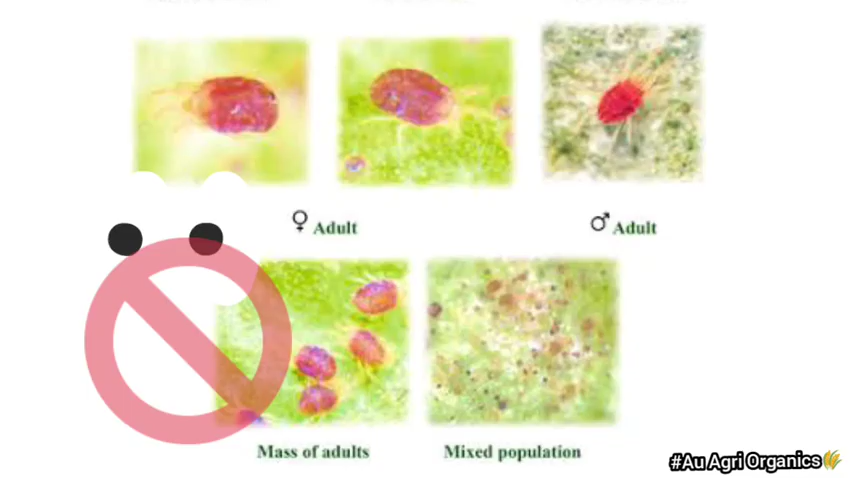 ♀ Adult
♂ Adult
Mass of adults
Mixed population
#Au Agri Organics🌾